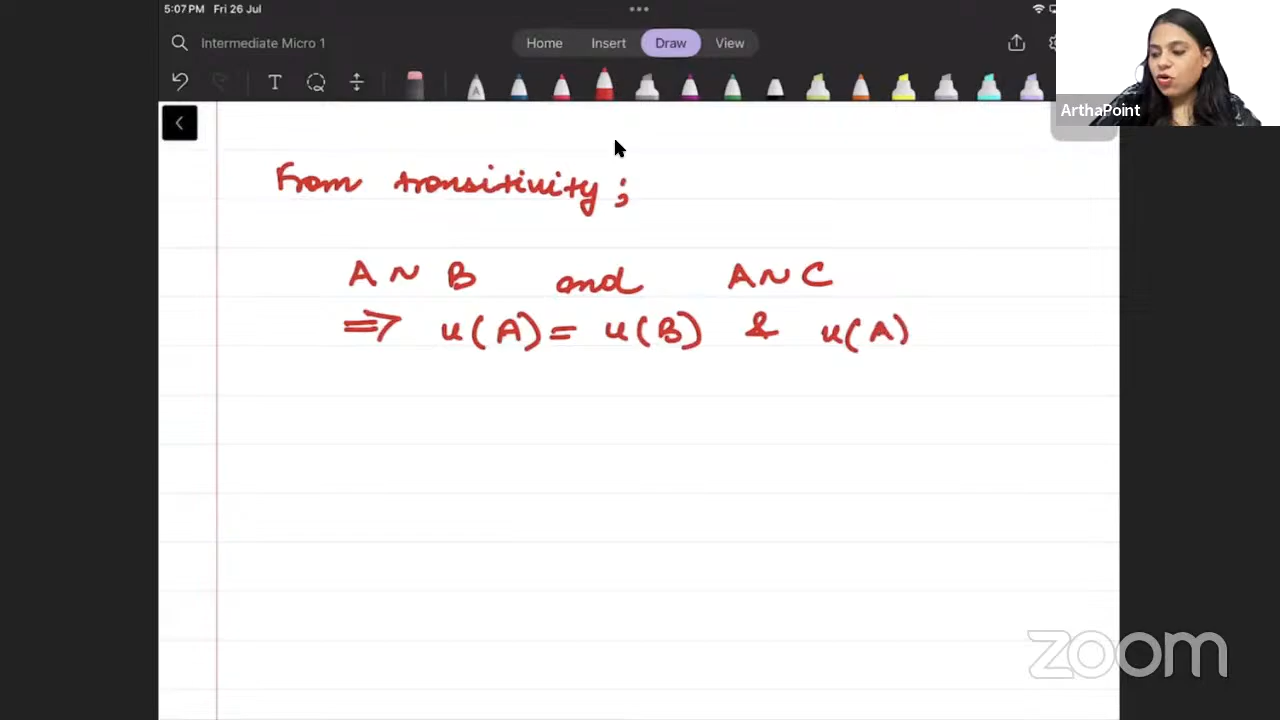 5:07 PM Fri 26 Jul
Intermediate Micro 1
Home Insert Draw View
T
A
ArthaPoint
From transitivity ;
A ~ B and A ~ C
⇒ u(A) = u(B) & u(A)
zoom